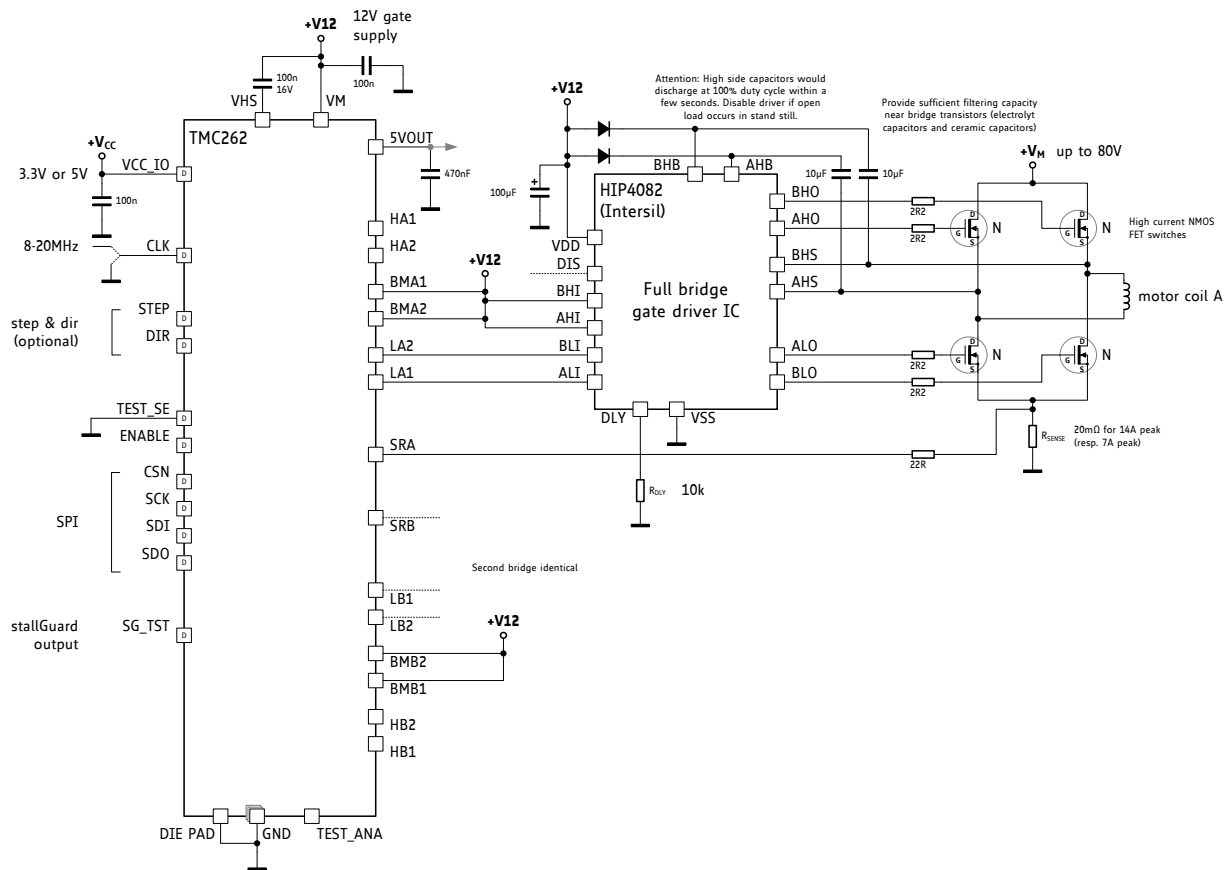 +V12
12V gate
supply
100n
16V
100n
VHS
VM
TMC262
+VCC
VCC_IO
3.3V or 5V
100n
8-20MHz
CLK
STEP
step & dir
(optional)
DIR
TEST_SE
ENABLE
CSN
SCK
SPI
SDI
SDO
stallGuard
output
SG_TST
D
D
D
D
D
D
D
D
D
D
D
5VOUT
470nF
HA1
HA2
BMA1
BMA2
LA2
LA1
SRA
SRB
LB1
LB2
BMB2
BMB1
HB2
HB1
DIE PAD
GND
TEST_ANA
+V12
+V12
Second bridge identical
+V12
Attention: High side capacitors would
discharge at 100% duty cycle within a
few seconds. Disable driver if open
load occurs in stand still.
100µF
+
BHB
AHB
10µF
10µF
HIP4082
(Intersil)
VDD
DIS
BHI
AHI
BLI
ALI
Full bridge
gate driver IC
DLY
VSS
RDLY
10k
BHO
AHO
BHS
AHS
ALO
BLO
2R2
2R2
2R2
2R2
22R
Provide sufficient filtering capacity
near bridge transistors (electrolyt
capacitors and ceramic capacitors)
+VM
up to 80V
D
G
S
N
D
G
S
N
High current NMOS
FET switches
motor coil A
D
G
S
N
D
G
S
N
RSENSE
20mΩ for 14A peak
(resp. 7A peak)